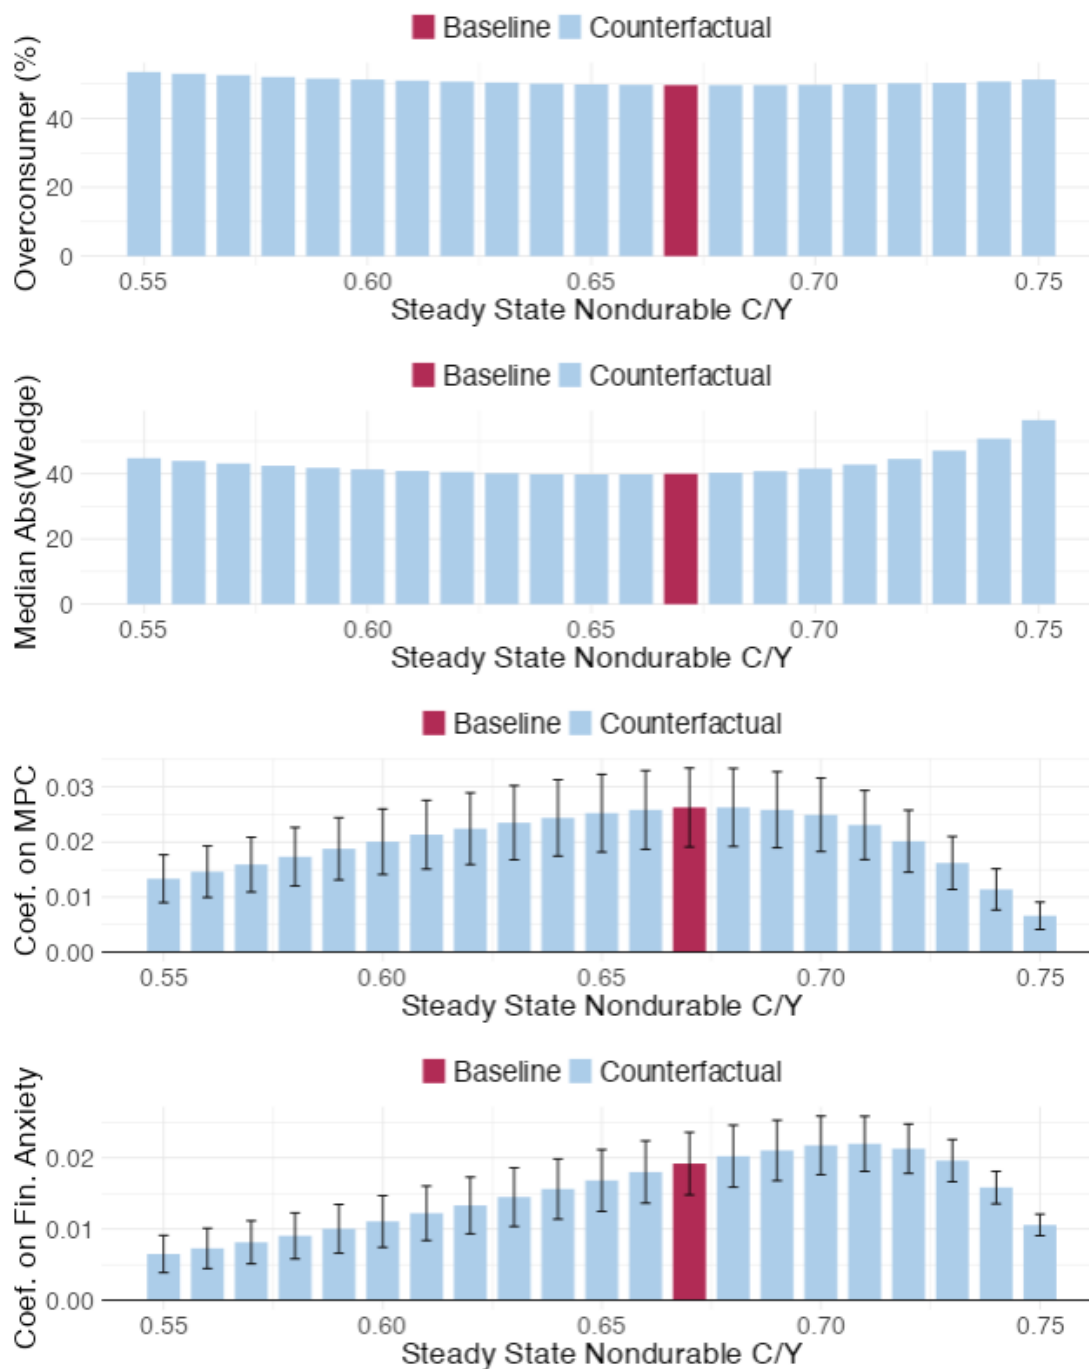 Baseline Counterfactual
Overconsumer (%)
40
20
0
0.55 0.60 0.65 0.70 0.75
Steady State Nondurable C/Y
Baseline Counterfactual
Median Abs(Wedge)
40
20
0
0.55 0.60 0.65 0.70 0.75
Steady State Nondurable C/Y
Baseline Counterfactual
Coef. on MPC
0.03
0.02
0.01
0.00
0.55 0.60 0.65 0.70 0.75
Steady State Nondurable C/Y
Baseline Counterfactual
Coef. on Fin. Anxiety
0.02
0.01
0.00
0.55 0.60 0.65 0.70 0.75
Steady State Nondurable C/Y